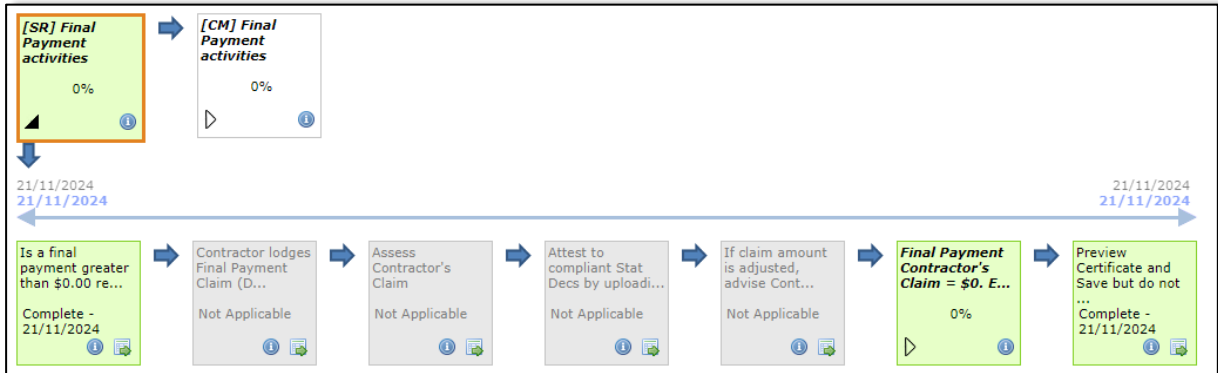 [SR] Final
Payment
activities
0%
[CM] Final
Payment
activities
0%
21/11/2024
21/11/2024
21/11/2024
21/11/2024
Is a final
payment greater
than $0.00 re...
Complete -
21/11/2024
Contractor lodges
Final Payment
Claim (D...
Not Applicable
Assess
Contractor's
Claim
Not Applicable
Attest to
compliant Stat
Decs by uploadi...
Not Applicable
If claim amount
is adjusted,
advise Cont...
Not Applicable
Final Payment
Contractor's
Claim = $0. E...
0%
Preview
Certificate and
Save but do not
...
Complete -
21/11/2024